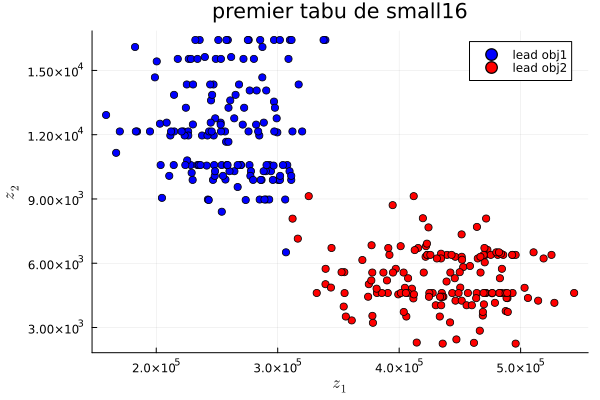 premier tabu de small16
lead obj1
lead obj2
1.50×10⁴
1.20×10⁴
9.00×10³
6.00×10³
3.00×10³
z₂
2.0×10⁵
3.0×10⁵
4.0×10⁵
5.0×10⁵
z₁